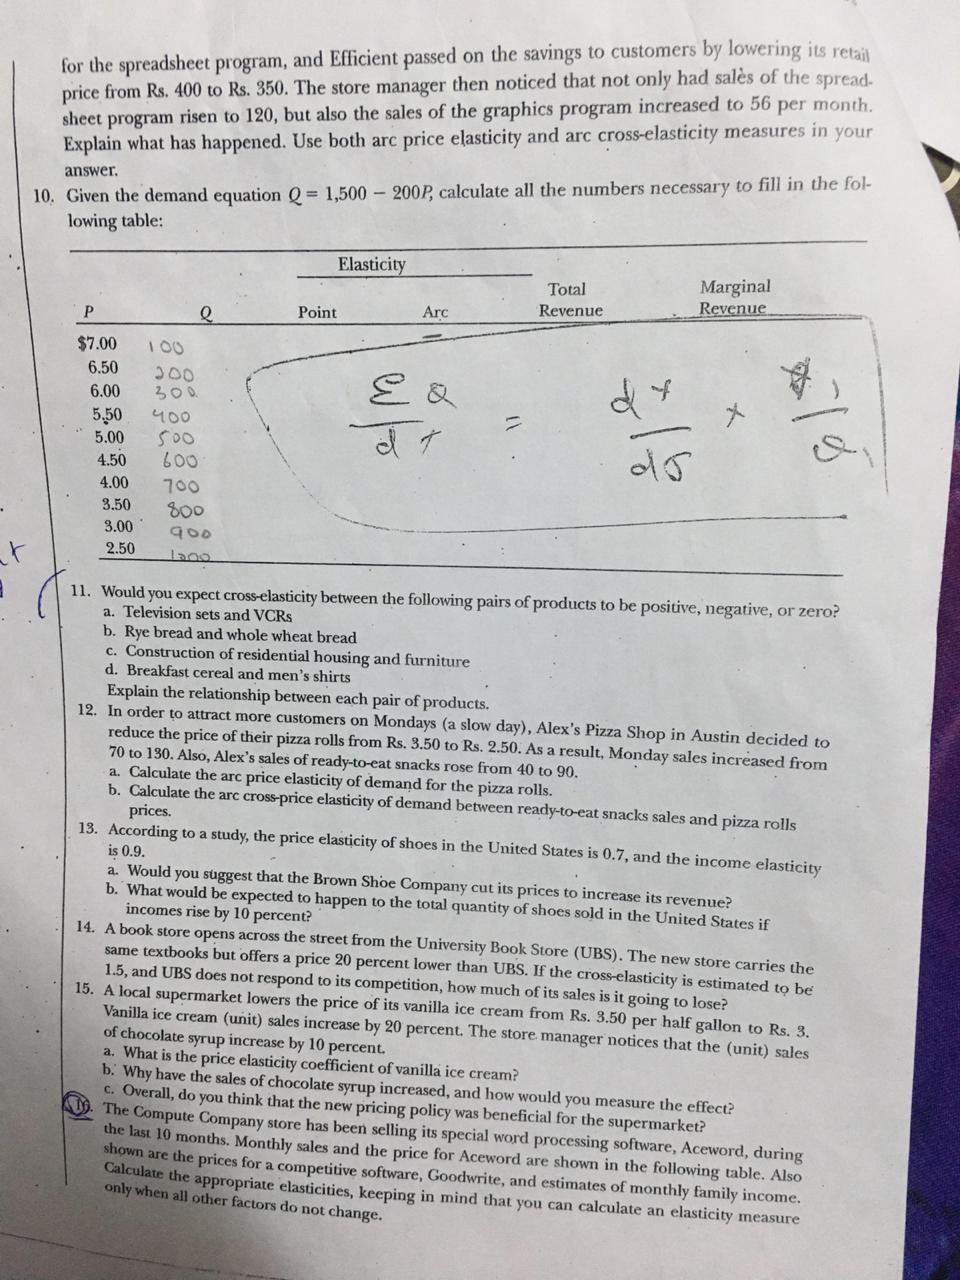 for the spreadsheet program, and Efficient passed on the savings to customers by lowering its retail
price from Rs. 400 to Rs. 350. The store manager then noticed that not only had sales of the spread-
sheet program risen to 120, but also the sales of the graphics program increased to 56 per month.
Explain what has happened. Use both arc price elasticity and arc cross-elasticity measures in your
answer.
10. Given the demand equation Q = 1,500 − 200P, calculate all the numbers necessary to fill in the fol-
lowing table:
Elasticity
Total Marginal
P Q Point Arc Revenue Revenue
$7.00 100
6.50 200
6.00 300
5.50 400
5.00 500
4.50 600
4.00 700
3.50 800
3.00 900
2.50 1000
11. Would you expect cross-elasticity between the following pairs of products to be positive, negative, or zero?
a. Television sets and VCRs
b. Rye bread and whole wheat bread
c. Construction of residential housing and furniture
d. Breakfast cereal and men's shirts
Explain the relationship between each pair of products.
12. In order to attract more customers on Mondays (a slow day), Alex's Pizza Shop in Austin decided to
reduce the price of their pizza rolls from Rs. 3.50 to Rs. 2.50. As a result, Monday sales increased from
70 to 130. Also, Alex's sales of ready-to-eat snacks rose from 40 to 90.
a. Calculate the arc price elasticity of demand for the pizza rolls.
b. Calculate the arc cross-price elasticity of demand between ready-to-eat snacks sales and pizza rolls
prices.
13. According to a study, the price elasticity of shoes in the United States is 0.7, and the income elasticity
is 0.9.
a. Would you suggest that the Brown Shoe Company cut its prices to increase its revenue?
b. What would be expected to happen to the total quantity of shoes sold in the United States if
incomes rise by 10 percent?
14. A book store opens across the street from the University Book Store (UBS). The new store carries the
same textbooks but offers a price 20 percent lower than UBS. If the cross-elasticity is estimated to be
1.5, and UBS does not respond to its competition, how much of its sales is it going to lose?
15. A local supermarket lowers the price of its vanilla ice cream from Rs. 3.50 per half gallon to Rs. 3.
Vanilla ice cream (unit) sales increase by 20 percent. The store manager notices that the (unit) sales
of chocolate syrup increase by 10 percent.
a. What is the price elasticity coefficient of vanilla ice cream?
b. Why have the sales of chocolate syrup increased, and how would you measure the effect?
c. Overall, do you think that the new pricing policy was beneficial for the supermarket?
16. The Compute Company store has been selling its special word processing software, Aceword, during
the last 10 months. Monthly sales and the price for Aceword are shown in the following table. Also
shown are the prices for a competitive software, Goodwrite, and estimates of monthly family income.
Calculate the appropriate elasticities, keeping in mind that you can calculate an elasticity measure
only when all other factors do not change.